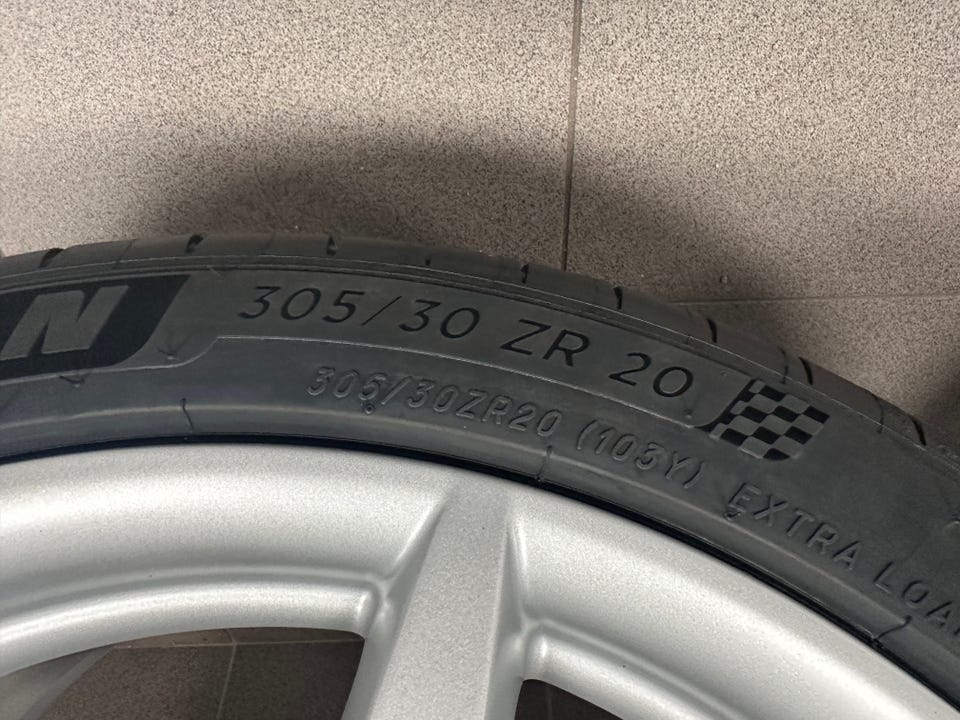 N
305/30 ZR 20
305/30ZR20 (103Y) EXTRA LOA